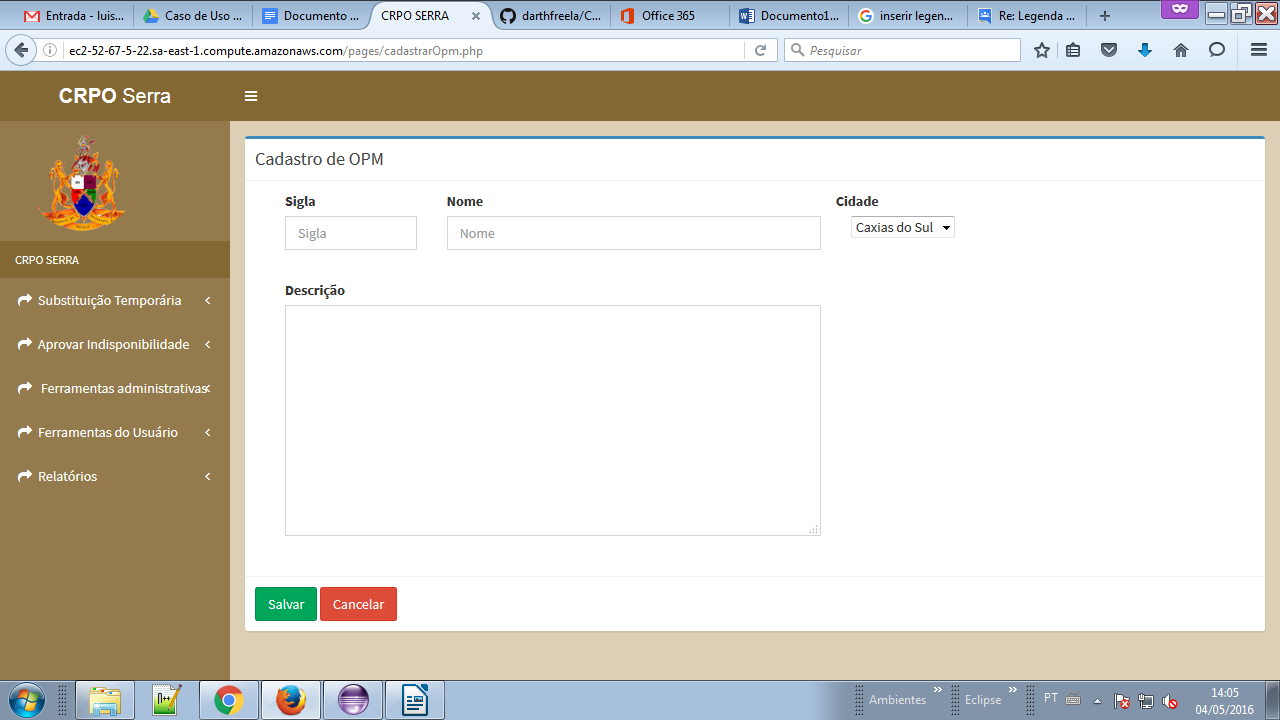 Entrada - luis...
Caso de Uso ...
Documento ...
CRPO SERRA
darthfreela/C...
Office 365
Documento1...
inserir legen...
Re: Legenda ...
ec2-52-67-5-22.sa-east-1.compute.amazonaws.com/pages/cadastrarOpm.php
Pesquisar
CRPO Serra
CRPO SERRA
Substituição Temporária
Aprovar Indisponibilidade
Ferramentas administrativas
Ferramentas do Usuário
Relatórios
Cadastro de OPM
Sigla
Nome
Cidade
Sigla
Nome
Caxias do Sul
Descrição
Salvar
Cancelar
Ambientes
Eclipse
PT
14:05
04/05/2016